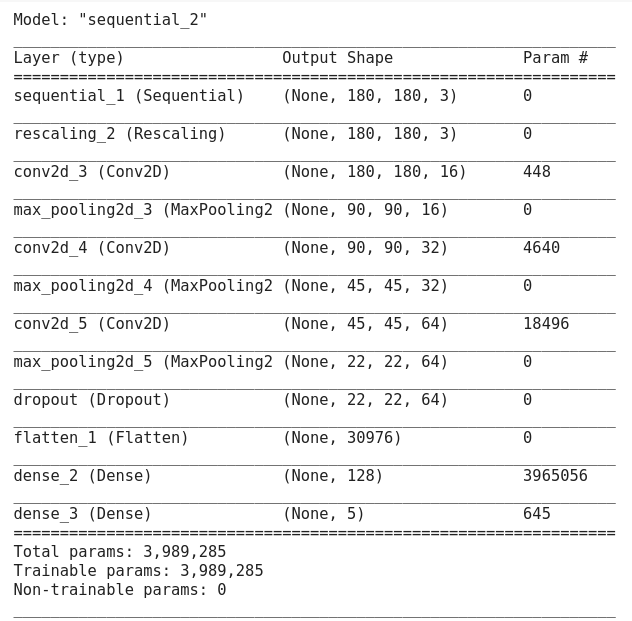 Model: "sequential_2"
Layer (type) Output Shape Param #
sequential_1 (Sequential) (None, 180, 180, 3) 0
rescaling_2 (Rescaling) (None, 180, 180, 3) 0
conv2d_3 (Conv2D) (None, 180, 180, 16) 448
max_pooling2d_3 (MaxPooling2 (None, 90, 90, 16) 0
conv2d_4 (Conv2D) (None, 90, 90, 32) 4640
max_pooling2d_4 (MaxPooling2 (None, 45, 45, 32) 0
conv2d_5 (Conv2D) (None, 45, 45, 64) 18496
max_pooling2d_5 (MaxPooling2 (None, 22, 22, 64) 0
dropout (Dropout) (None, 22, 22, 64) 0
flatten_1 (Flatten) (None, 30976) 0
dense_2 (Dense) (None, 128) 3965056
dense_3 (Dense) (None, 5) 645
Total params: 3,989,285
Trainable params: 3,989,285
Non-trainable params: 0